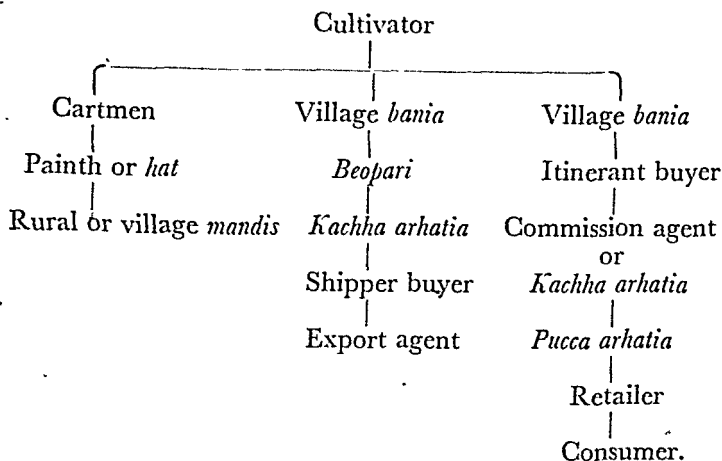 Cultivator
Cartmen Village bania Village bania
Painth or hat Beopari Itinerant buyer
Rural or village mandis Kachha arhatia Commission agent
or
Shipper buyer Kachha arhatia
Export agent Pucca arhatia
Retailer
Consumer.